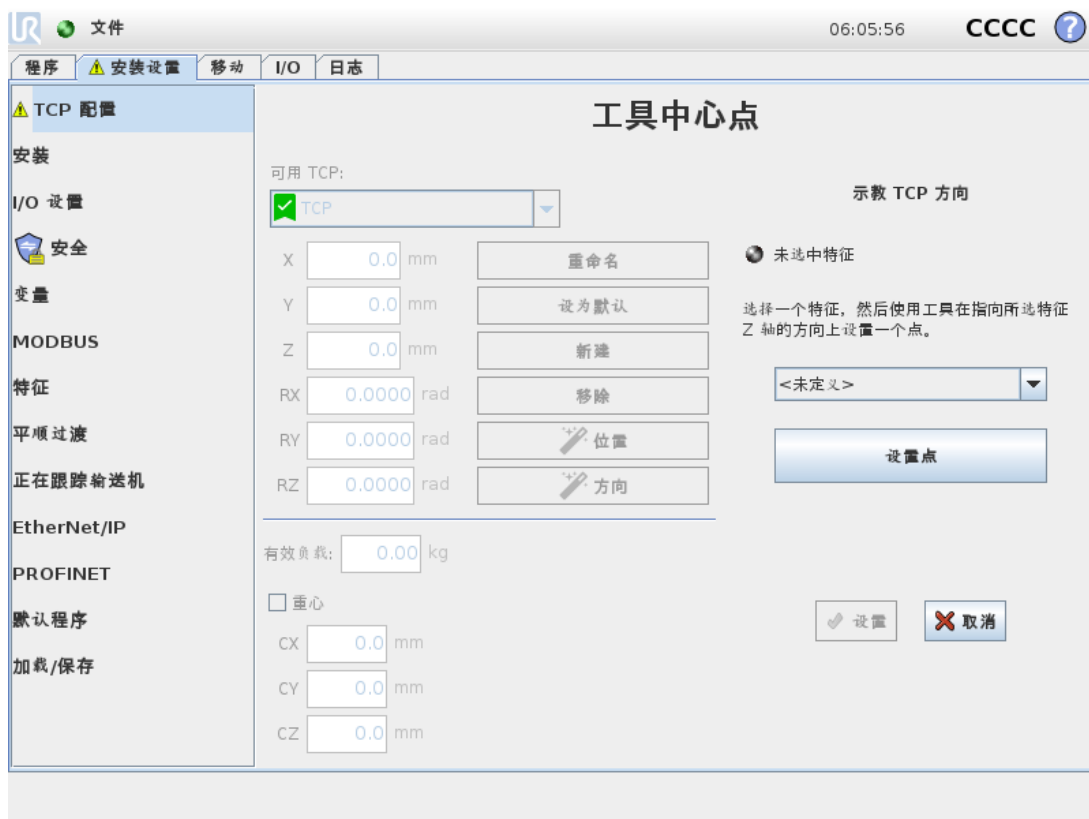 UR 文件 06:05:56 CCCC ?
程序 安装设置 移动 I/O 日志
TCP 配置
安装
I/O 设置
安全
变量
MODBUS
特征
平顺过渡
正在跟踪输送机
EtherNet/IP
PROFINET
默认程序
加载/保存
工具中心点
可用 TCP:
TCP
X 0.0 mm 重命名
Y 0.0 mm 设为默认
Z 0.0 mm 新建
RX 0.0000 rad 移除
RY 0.0000 rad 位置
RZ 0.0000 rad 方向
有效负载: 0.00 kg
重心
CX 0.0 mm
CY 0.0 mm
CZ 0.0 mm
示教 TCP 方向
未选中特征
选择一个特征，然后使用工具在指向所选特征
Z 轴的方向上设置一个点。
<未定义>
设置点
设置 取消